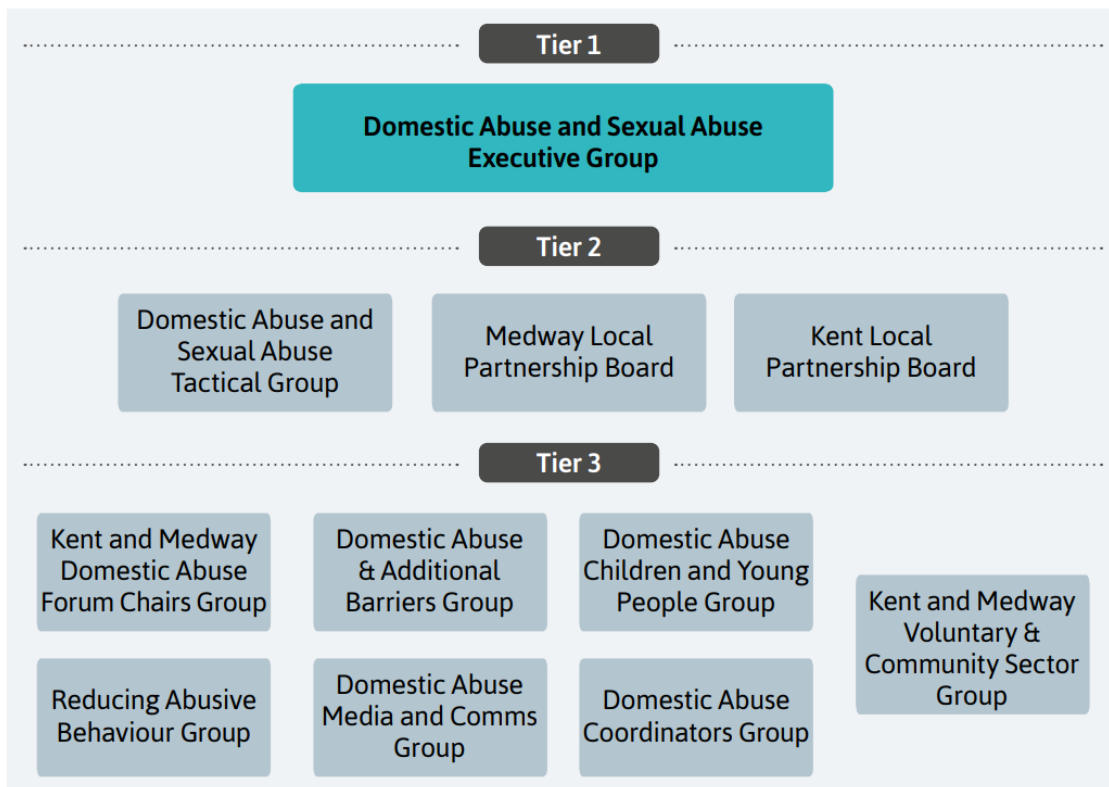 Tier 1
Domestic Abuse and Sexual Abuse
Executive Group
Tier 2
Domestic Abuse and
Sexual Abuse
Tactical Group
Medway Local
Partnership Board
Kent Local
Partnership Board
Tier 3
Kent and Medway
Domestic Abuse
Forum Chairs Group
Domestic Abuse
& Additional
Barriers Group
Domestic Abuse
Children and Young
People Group
Kent and Medway
Voluntary &
Community Sector
Group
Reducing Abusive
Behaviour Group
Domestic Abuse
Media and Comms
Group
Domestic Abuse
Coordinators Group